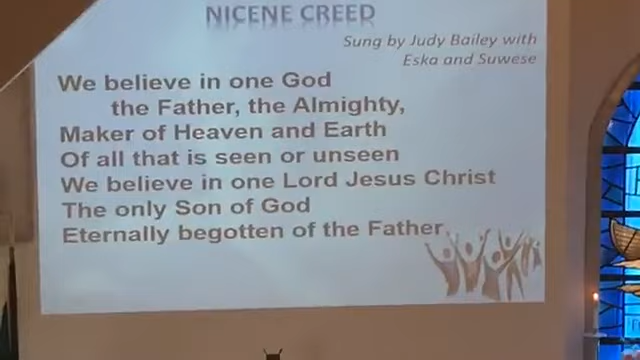 NICENE CREED
Sung by Judy Bailey with
Eska and Suwese
We believe in one God
the Father, the Almighty,
Maker of Heaven and Earth
Of all that is seen or unseen
We believe in one Lord Jesus Christ
The only Son of God
Eternally begotten of the Father